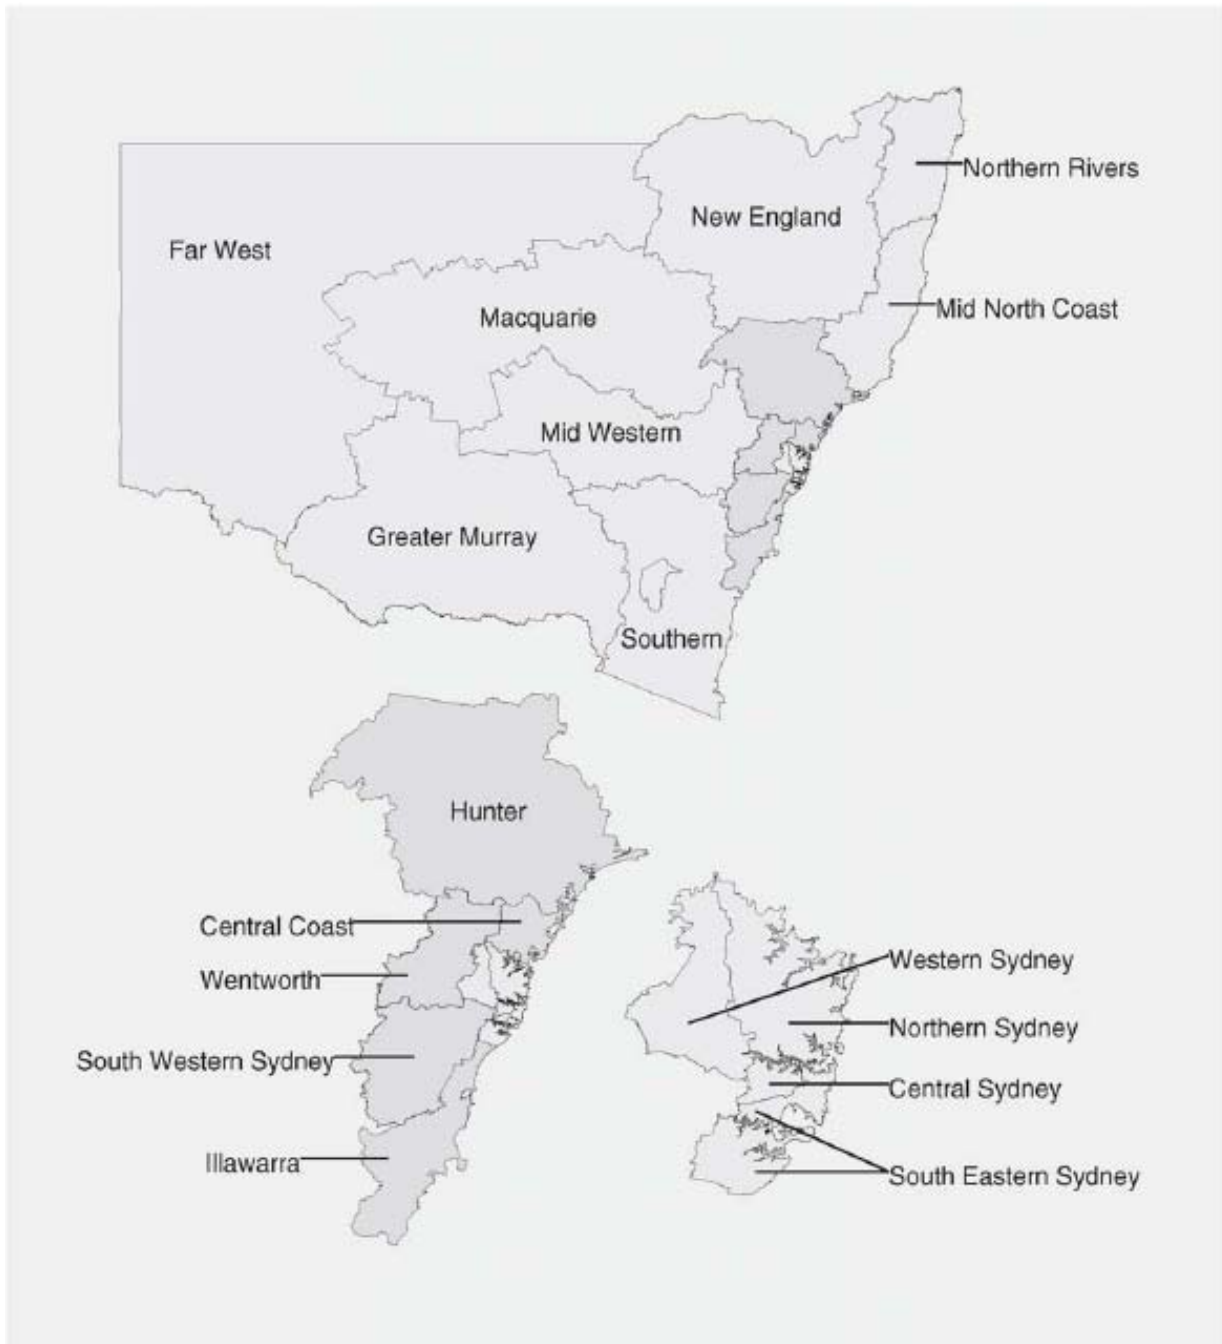 Northern Rivers
New England
Far West
Mid North Coast
Macquarie
Mid Western
Greater Murray
Southern
Hunter
Central Coast
Wentworth
South Western Sydney
Illawarra
Western Sydney
Northern Sydney
Central Sydney
South Eastern Sydney